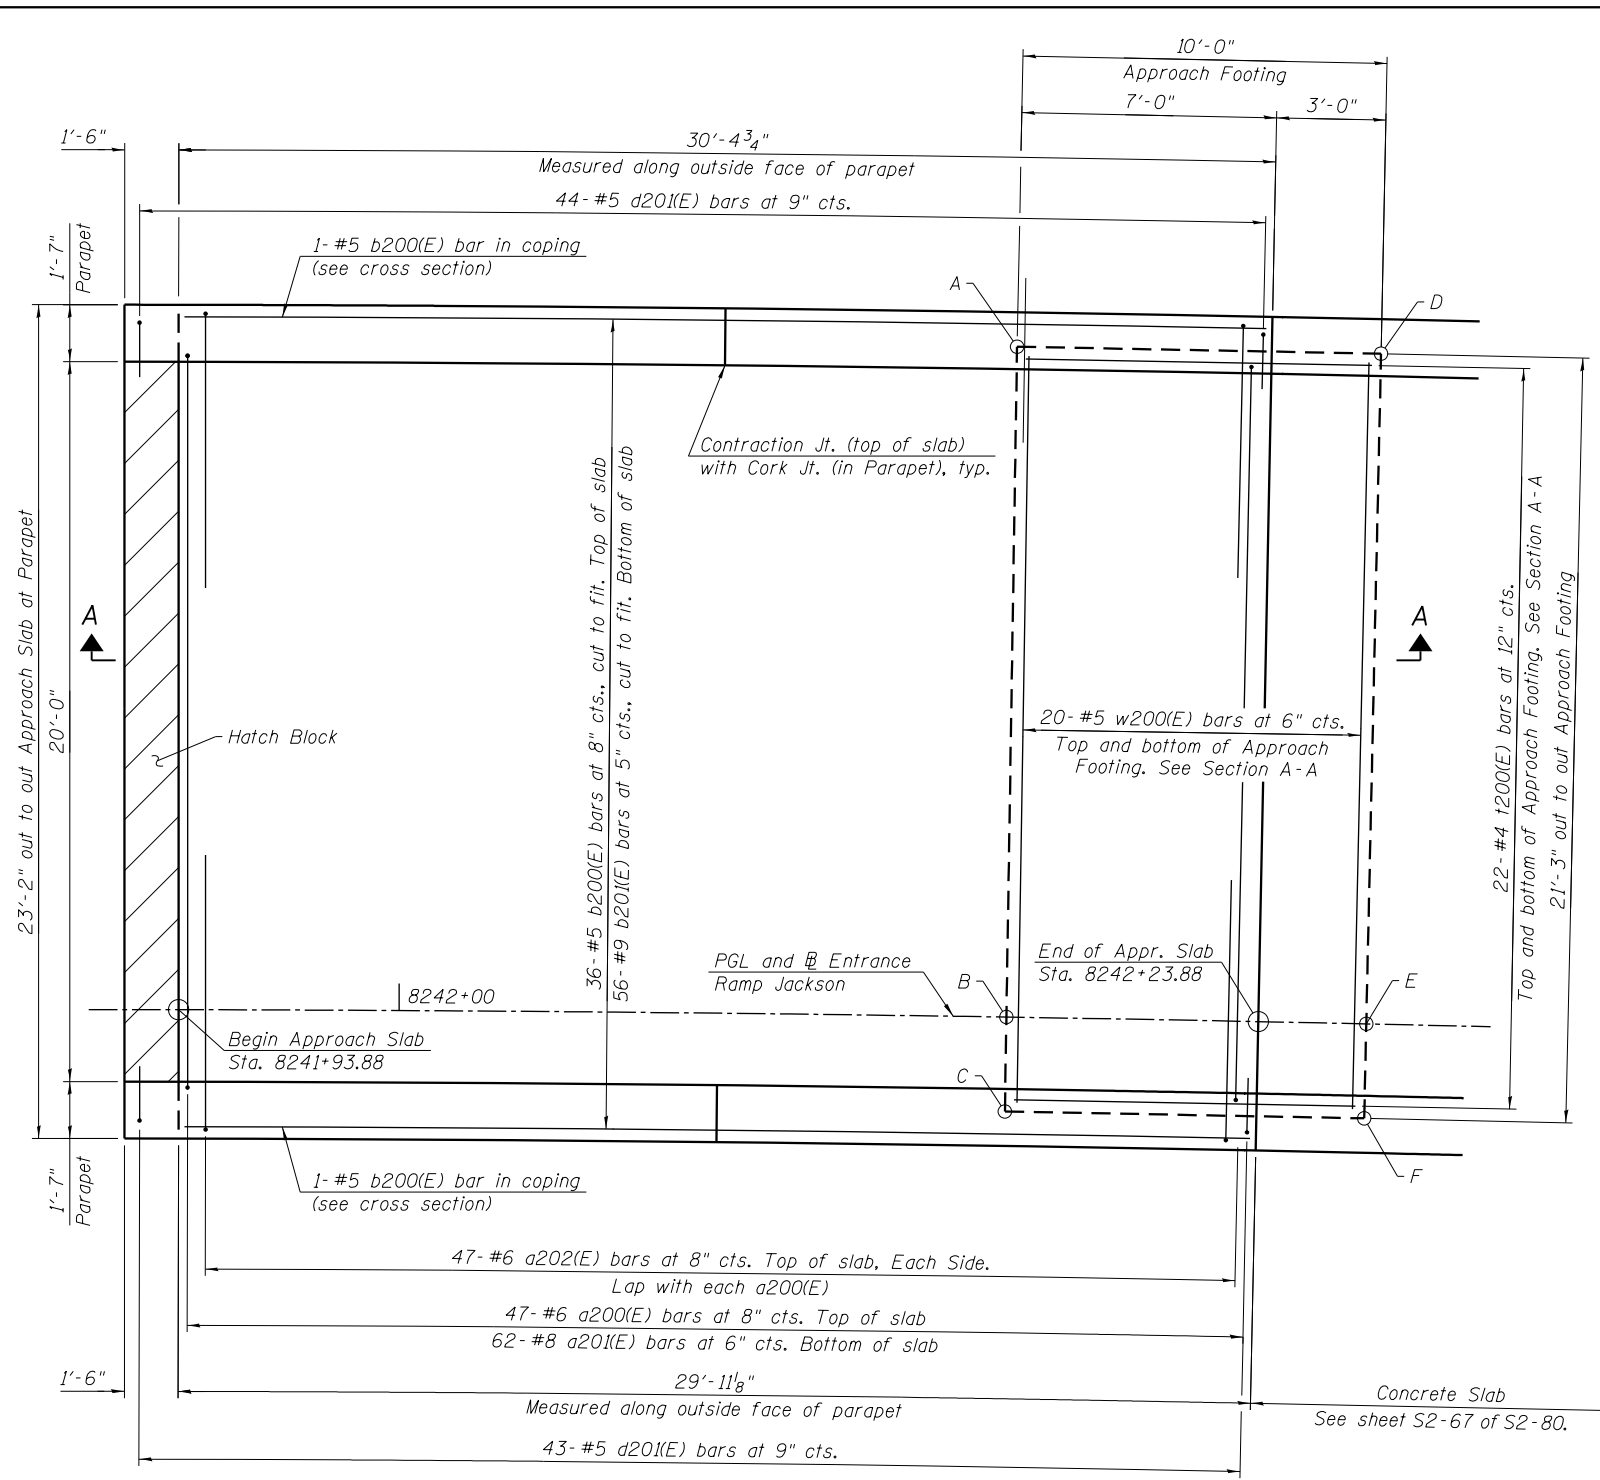 10'-0"
Approach Footing
7'-0"
3'-0"
1'-6"
30'-4 3/4"
Measured along outside face of parapet
44-#5 d201(E) bars at 9" cts.
1'-7"
Parapet
1-#5 b200(E) bar in coping
(see cross section)
A
D
Contraction Jt. (top of slab)
with Cork Jt. (in Parapet), typ.
23'-2" out to out Approach Slab at Parapet
20'-0"
A
A
Hatch Block
36-#5 b200(E) bars at 8" cts., cut to fit. Top of slab
56-#9 b201(E) bars at 5" cts., cut to fit. Bottom of slab
20-#5 w200(E) bars at 6" cts.
Top and bottom of Approach
Footing. See Section A-A
22-#4 t200(E) bars at 12" cts.
Top and bottom of Approach Footing. See Section A-A
21'-3" out to out Approach Footing
PGL and ℄ Entrance
Ramp Jackson
End of Appr. Slab
Sta. 8242+23.88
B
E
8242+00
Begin Approach Slab
Sta. 8241+93.88
C
F
1'-7"
Parapet
1-#5 b200(E) bar in coping
(see cross section)
47-#6 a202(E) bars at 8" cts. Top of slab, Each Side.
Lap with each a200(E)
47-#6 a200(E) bars at 8" cts. Top of slab
62-#8 a201(E) bars at 6" cts. Bottom of slab
1'-6"
29'-11 1/8"
Measured along outside face of parapet
Concrete Slab
See sheet S2-67 of S2-80.
43-#5 d201(E) bars at 9" cts.